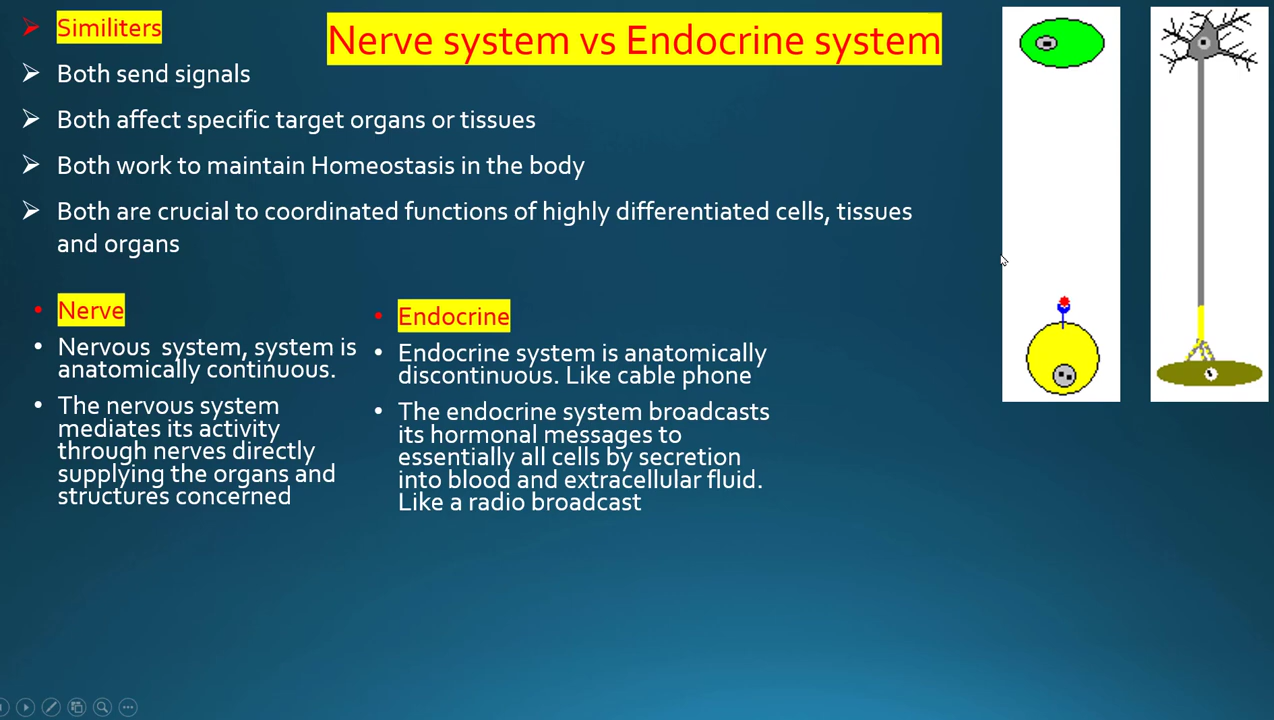 Similiters
Nerve system vs Endocrine system
Both send signals
Both affect specific target organs or tissues
Both work to maintain Homeostasis in the body
Both are crucial to coordinated functions of highly differentiated cells, tissues
and organs
Nerve
Nervous  system, system is
anatomically continuous.
The nervous system
mediates its activity
through nerves directly
supplying the organs and
structures concerned
Endocrine
Endocrine system is anatomically
discontinuous. Like cable phone
The endocrine system broadcasts
its hormonal messages to
essentially all cells by secretion
into blood and extracellular fluid.
Like a radio broadcast